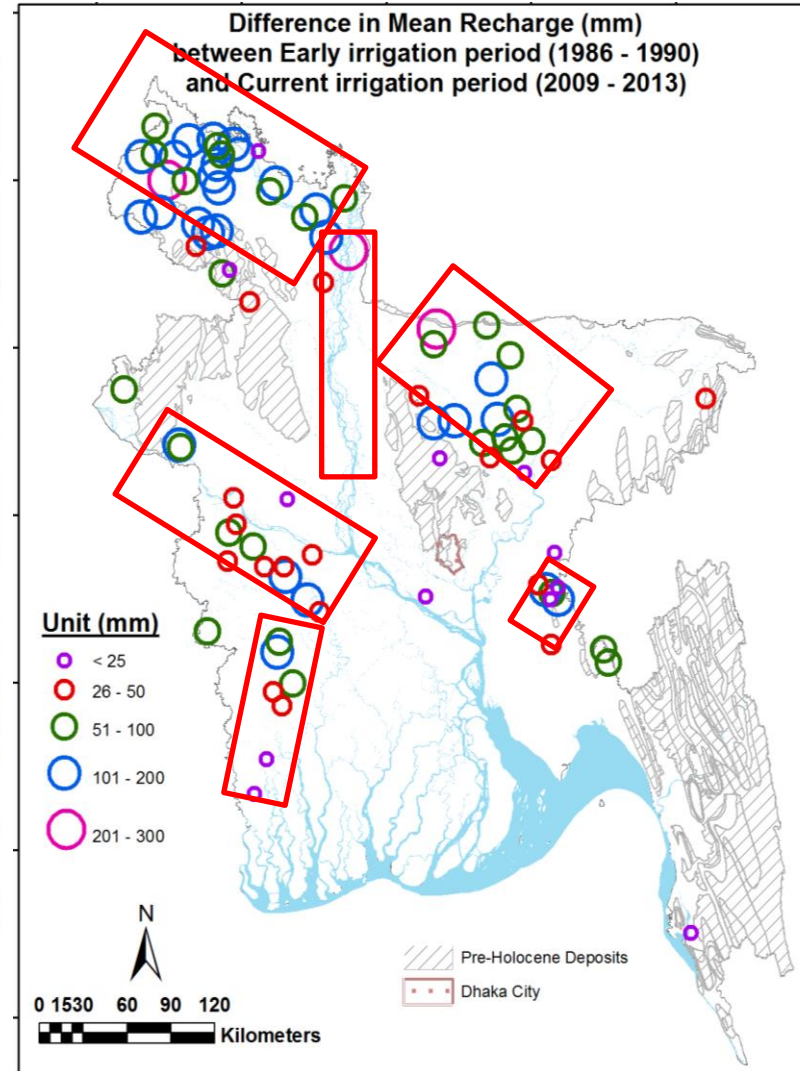 Difference in Mean Recharge (mm)
between Early irrigation period (1986 - 1990)
and Current irrigation period (2009 - 2013)
Unit (mm)
< 25
26 - 50
51 - 100
101 - 200
201 - 300
N
0 1530 60 90 120
Kilometers
Pre-Holocene Deposits
Dhaka City